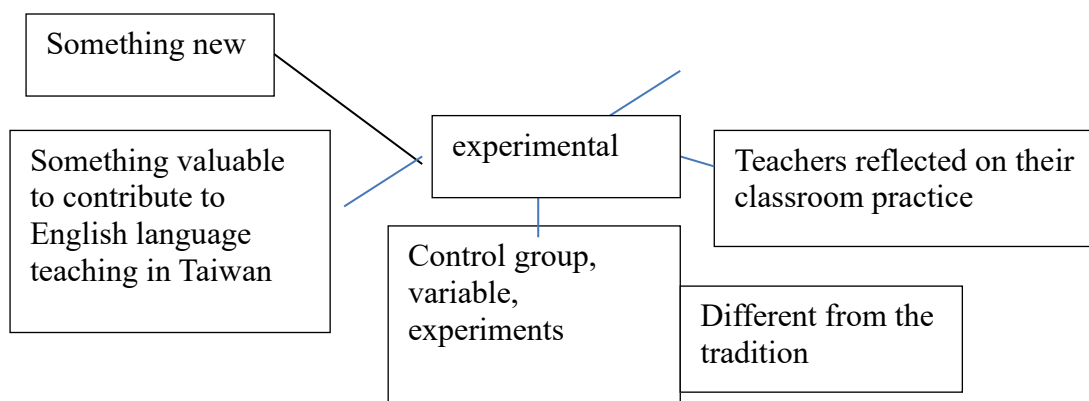 Something new
experimental
Something valuable
to contribute to
English language
teaching in Taiwan
Teachers reflected on their
classroom practice
Control group,
variable,
experiments
Different from the
tradition